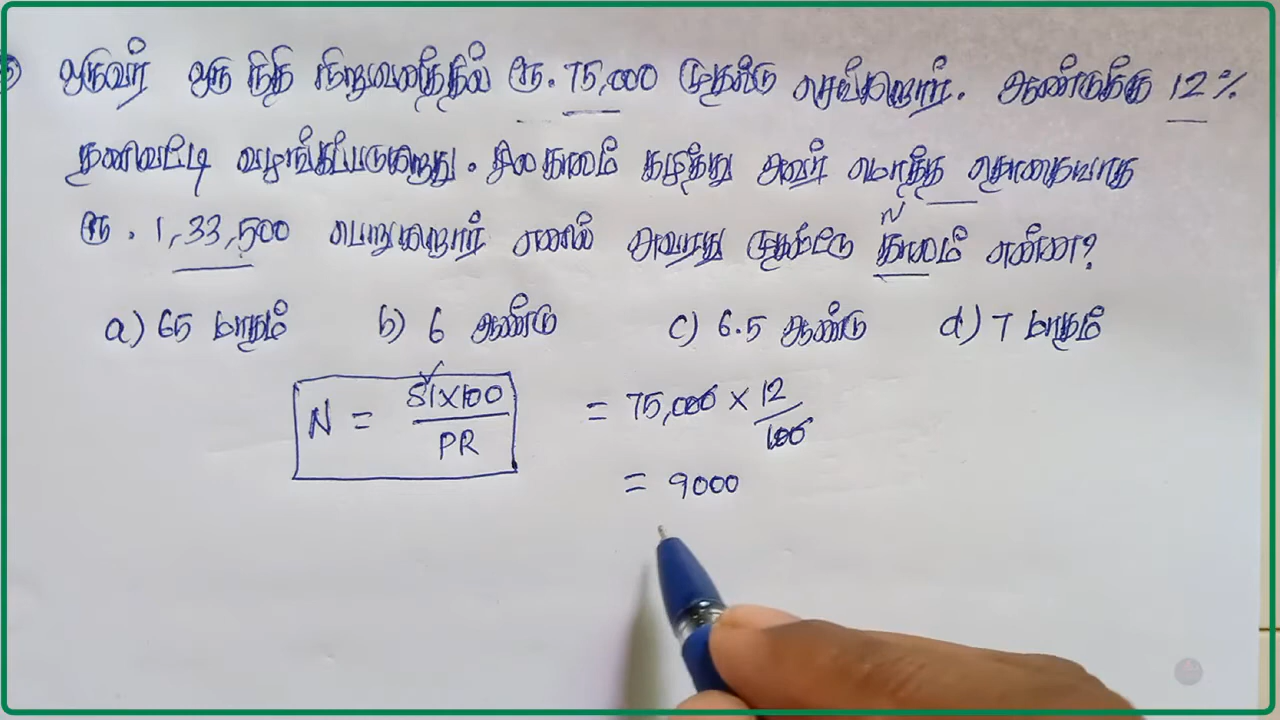 ஒருவர் ஒரு நிதி நிறுவனத்தில் ரூ. 75,000 முதலீடு செய்கிறார். ஆண்டுக்கு 12%
தனிவட்டி வழங்கப்படுகிறது. சில காலம் கழித்து அவர் மொத்த தொகையாக
ரூ. 1,33,500 பெறுகிறார் எனில் அவரது முதலீட்டு காலம் என்ன?
N
a) 65 மாதம் b) 6 ஆண்டு c) 6.5 ஆண்டு d) 7 மாதம்
N = SI×100 / PR = 75,000 × 12 / 100
= 9000